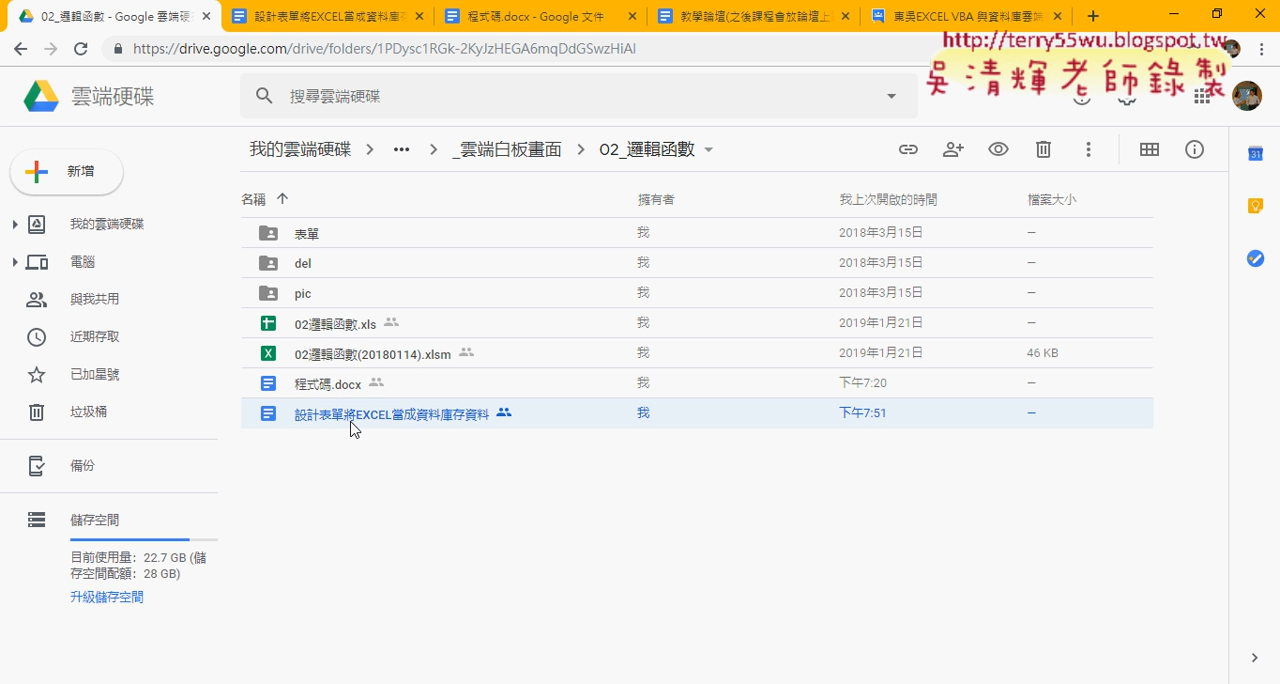 02_邏輯函數 - Google 雲端硬
設計表單將EXCEL當成資料庫
程式碼.docx - Google 文件
教學論壇(之後課程會放論壇上
東吳EXCEL VBA 與資料庫雲端
https://drive.google.com/drive/folders/1PDysc1RGk-2KyJzHEGA6mqDdGSwzHiAI
http://terry55wu.blogspot.tw
吳清輝老師錄製
雲端硬碟
搜尋雲端硬碟
新增
我的雲端硬碟
電腦
與我共用
近期存取
已加星號
垃圾桶
備份
儲存空間
目前使用量: 22.7 GB (儲
存空間配額: 28 GB)
升級儲存空間
我的雲端硬碟 > ••• > _雲端白板畫面 > 02_邏輯函數
名稱 擁有者 我上次開啟的時間 檔案大小
表單 我 2018年3月15日 –
del 我 2018年3月15日 –
pic 我 2018年3月15日 –
02邏輯函數.xls 我 2019年1月21日 –
02邏輯函數(20180114).xlsm 我 2019年1月21日 46 KB
程式碼.docx 我 下午7:20 –
設計表單將EXCEL當成資料庫存資料 我 下午7:51 –
31